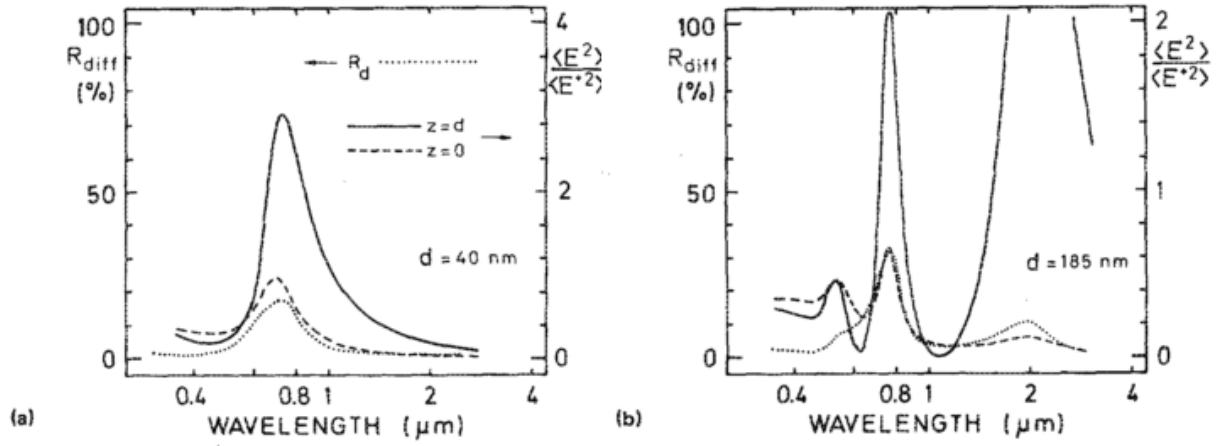 100
R_diff
(%)
50
0
4
⟨E²⟩
⟨E⁺²⟩
2
0
R_d
z=d
z=0
d = 40 nm
0.4
0.8
1
2
4
WAVELENGTH (μm)
(a)
100
R_diff
(%)
50
0
2
⟨E²⟩
⟨E⁺²⟩
1
0
d = 185 nm
0.4
0.8
1
2
4
WAVELENGTH (μm)
(b)